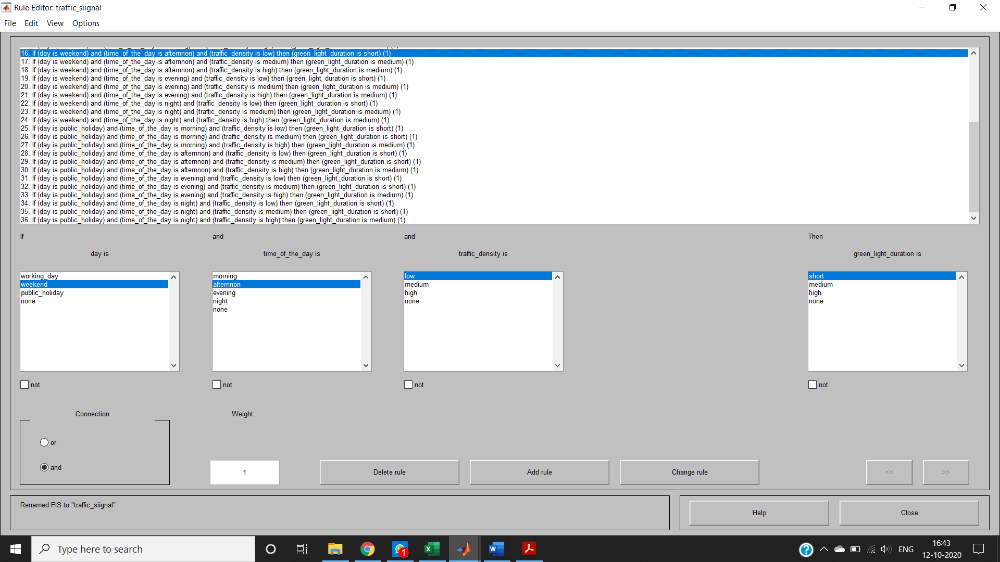 Rule Editor: traffic_siignal
File Edit View Options
16. If (day is weekend) and (time_of_the_day is afternnon) and (traffic_density is low) then (green_light_duration is short) (1)
17. If (day is weekend) and (time_of_the_day is afternnon) and (traffic_density is medium) then (green_light_duration is medium) (1)
18. If (day is weekend) and (time_of_the_day is afternnon) and (traffic_density is high) then (green_light_duration is medium) (1)
19. If (day is weekend) and (time_of_the_day is evening) and (traffic_density is low) then (green_light_duration is short) (1)
20. If (day is weekend) and (time_of_the_day is evening) and (traffic_density is medium) then (green_light_duration is medium) (1)
21. If (day is weekend) and (time_of_the_day is evening) and (traffic_density is high) then (green_light_duration is medium) (1)
22. If (day is weekend) and (time_of_the_day is night) and (traffic_density is low) then (green_light_duration is short) (1)
23. If (day is weekend) and (time_of_the_day is night) and (traffic_density is medium) then (green_light_duration is medium) (1)
24. If (day is weekend) and (time_of_the_day is night) and (traffic_density is high) then (green_light_duration is medium) (1)
25. If (day is public_holiday) and (time_of_the_day is morning) and (traffic_density is low) then (green_light_duration is short) (1)
26. If (day is public_holiday) and (time_of_the_day is morning) and (traffic_density is medium) then (green_light_duration is short) (1)
27. If (day is public_holiday) and (time_of_the_day is morning) and (traffic_density is high) then (green_light_duration is medium) (1)
28. If (day is public_holiday) and (time_of_the_day is afternnon) and (traffic_density is low) then (green_light_duration is short) (1)
29. If (day is public_holiday) and (time_of_the_day is afternnon) and (traffic_density is medium) then (green_light_duration is short) (1)
30. If (day is public_holiday) and (time_of_the_day is afternnon) and (traffic_density is high) then (green_light_duration is medium) (1)
31. If (day is public_holiday) and (time_of_the_day is evening) and (traffic_density is low) then (green_light_duration is short) (1)
32. If (day is public_holiday) and (time_of_the_day is evening) and (traffic_density is medium) then (green_light_duration is short) (1)
33. If (day is public_holiday) and (time_of_the_day is evening) and (traffic_density is high) then (green_light_duration is medium) (1)
34. If (day is public_holiday) and (time_of_the_day is night) and (traffic_density is low) then (green_light_duration is short) (1)
35. If (day is public_holiday) and (time_of_the_day is night) and (traffic_density is medium) then (green_light_duration is short) (1)
36. If (day is public_holiday) and (time_of_the_day is night) and (traffic_density is high) then (green_light_duration is medium) (1)
If and and Then
day is time_of_the_day is traffic_density is green_light_duration is
working_day morning low short
weekend afternnon medium medium
public_holiday evening high high
none night none none
none
not not not not
Connection Weight:
or
and
1 Delete rule Add rule Change rule << >>
Renamed FIS to "traffic_siignal"
Help Close
Type here to search
1
ENG
16:43
12-10-2020